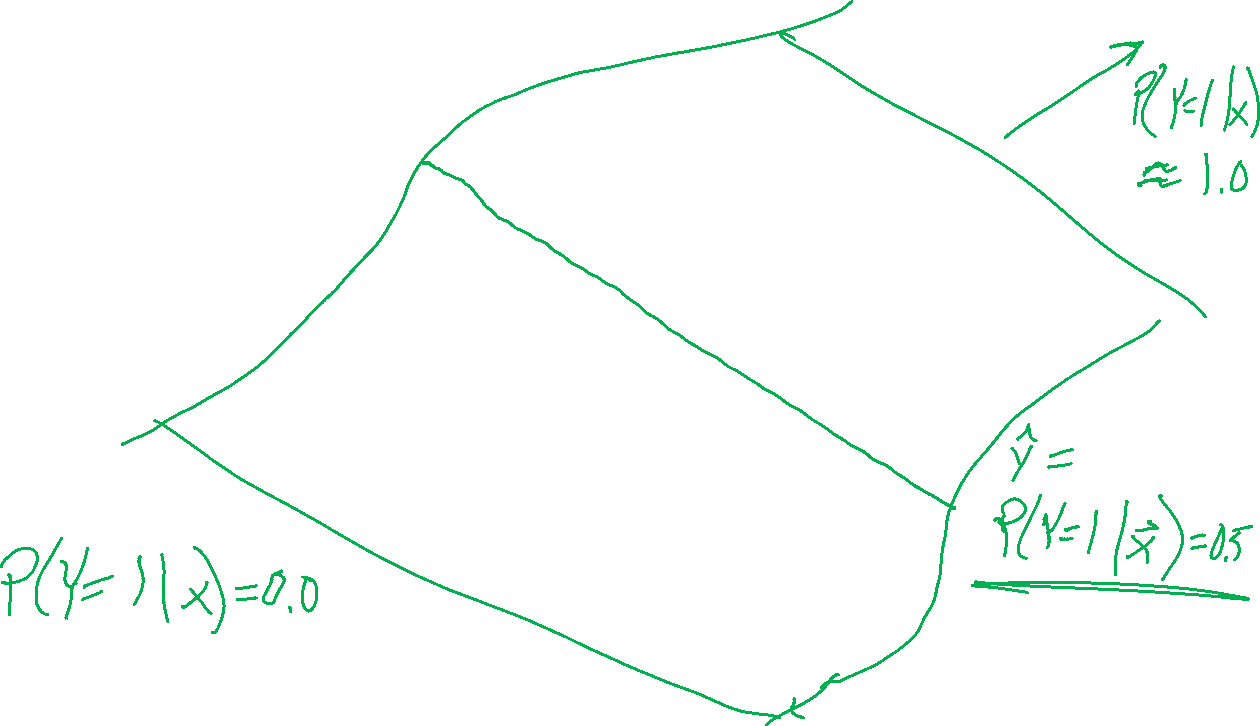 P(Y=1|x)
≈ 1.0
ŷ =
P(Y=1|x⃗)=0.5
P(Y=1|x)=0.0